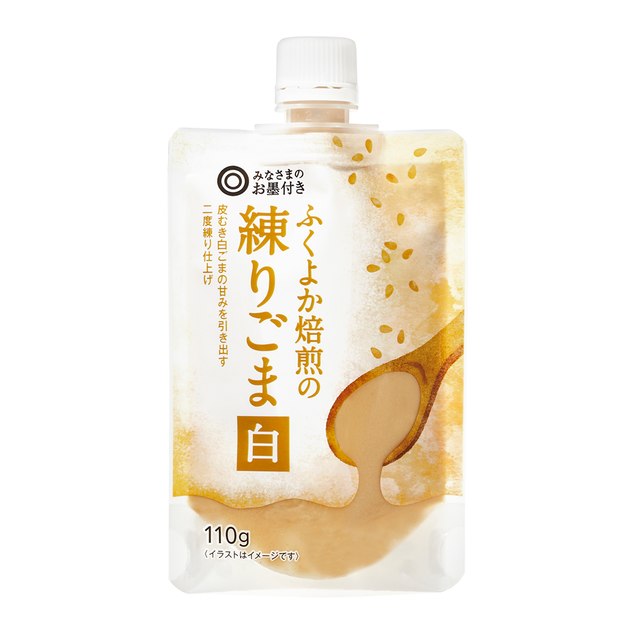 みなさまの
お墨付き
ふくよか焙煎の
練りごま
白
皮むき白ごまの甘みを引き出す
二度練り仕上げ
110g
(イラストはイメージです)